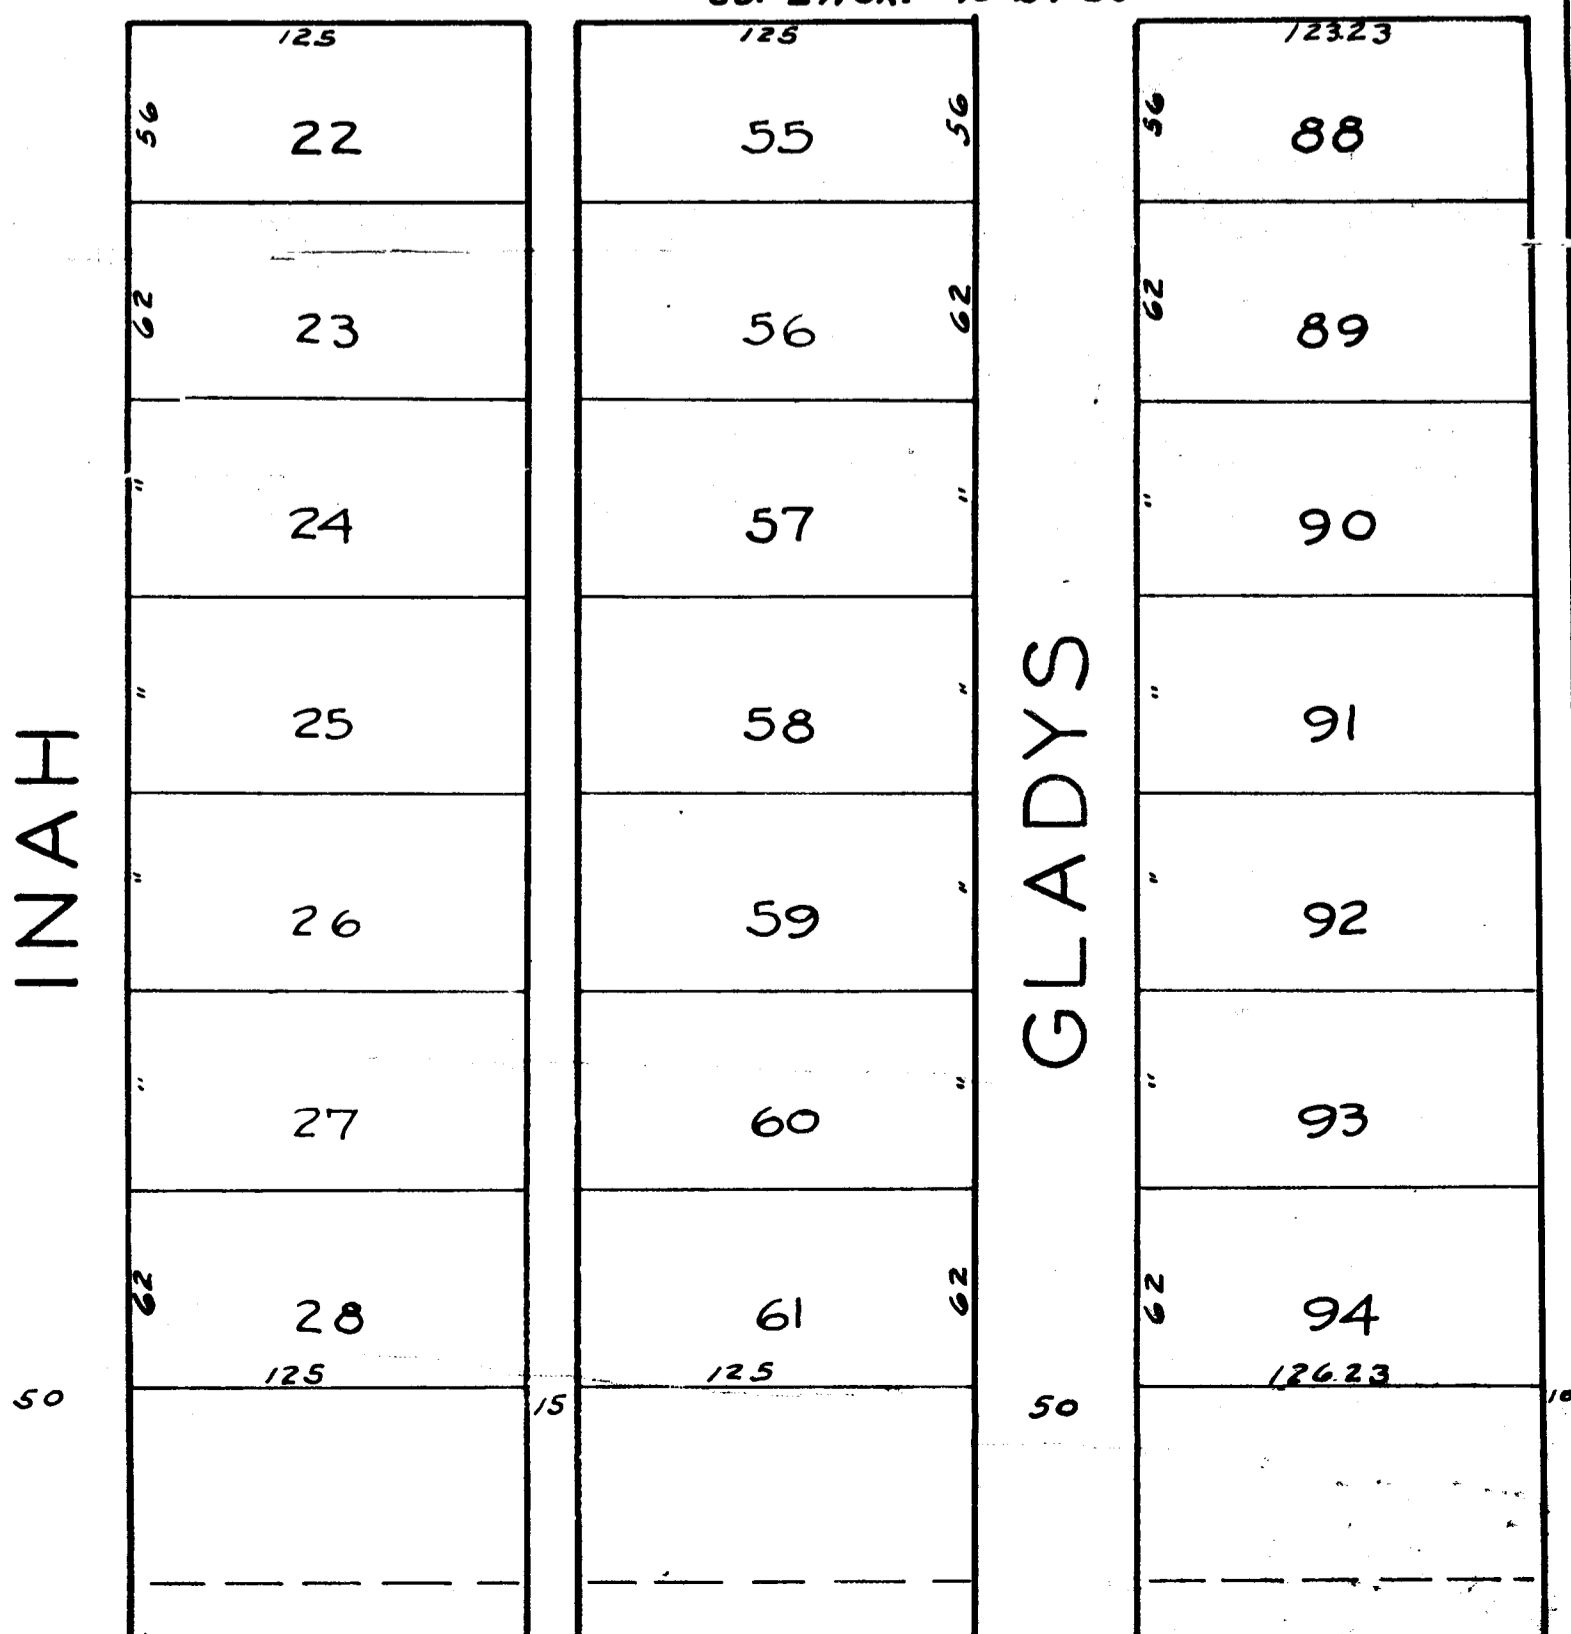 125 125 123.23
56 22 55 56 56 88
62 23 56 62 62 89
" 24 57 " " 90
" 25 58 " " 91
INAH
GLADYS
" 26 59 " " 92
" 27 60 " " 93
62 28 61 62 62 94
125 125 126.23
50 15 50 10